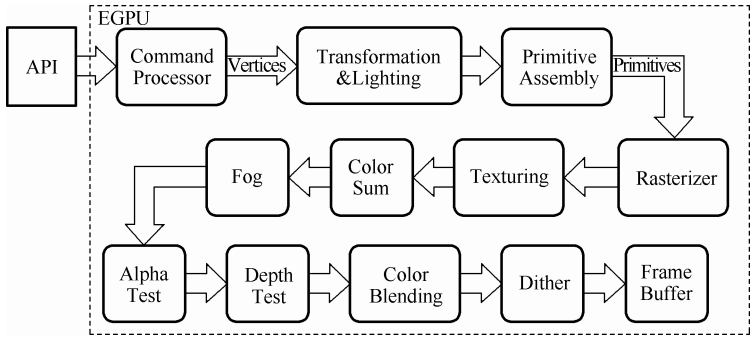 EGPU
API
Command
Processor
Vertices
Transformation
&Lighting
Primitive
Assembly
Primitives
Fog
Color
Sum
Texturing
Rasterizer
Alpha
Test
Depth
Test
Color
Blending
Dither
Frame
Buffer